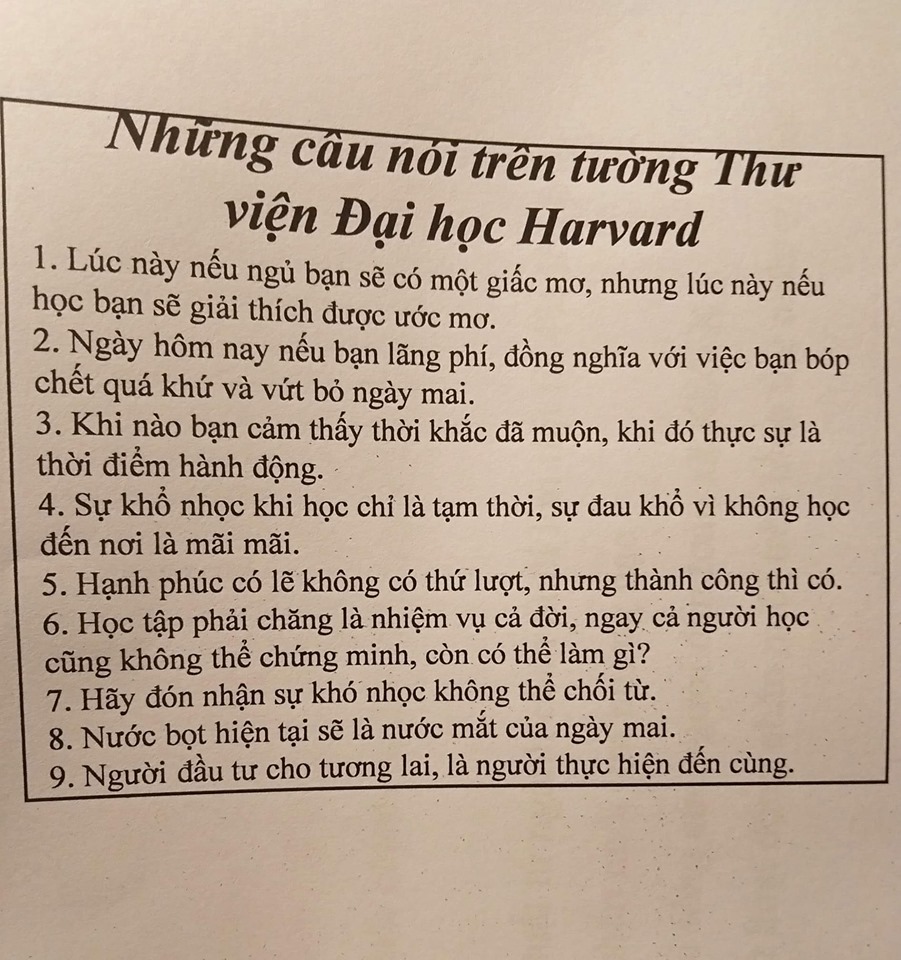 Những câu nói trên tường Thư
viện Đại học Harvard
1. Lúc này nếu ngủ bạn sẽ có một giấc mơ, nhưng lúc này nếu
học bạn sẽ giải thích được ước mơ.
2. Ngày hôm nay nếu bạn lãng phí, đồng nghĩa với việc bạn bóp
chết quá khứ và vứt bỏ ngày mai.
3. Khi nào bạn cảm thấy thời khắc đã muộn, khi đó thực sự là
thời điểm hành động.
4. Sự khổ nhọc khi học chỉ là tạm thời, sự đau khổ vì không học
đến nơi là mãi mãi.
5. Hạnh phúc có lẽ không có thứ lượt, nhưng thành công thì có.
6. Học tập phải chăng là nhiệm vụ cả đời, ngay cả người học
cũng không thể chứng minh, còn có thể làm gì?
7. Hãy đón nhận sự khó nhọc không thể chối từ.
8. Nước bọt hiện tại sẽ là nước mắt của ngày mai.
9. Người đầu tư cho tương lai, là người thực hiện đến cùng.